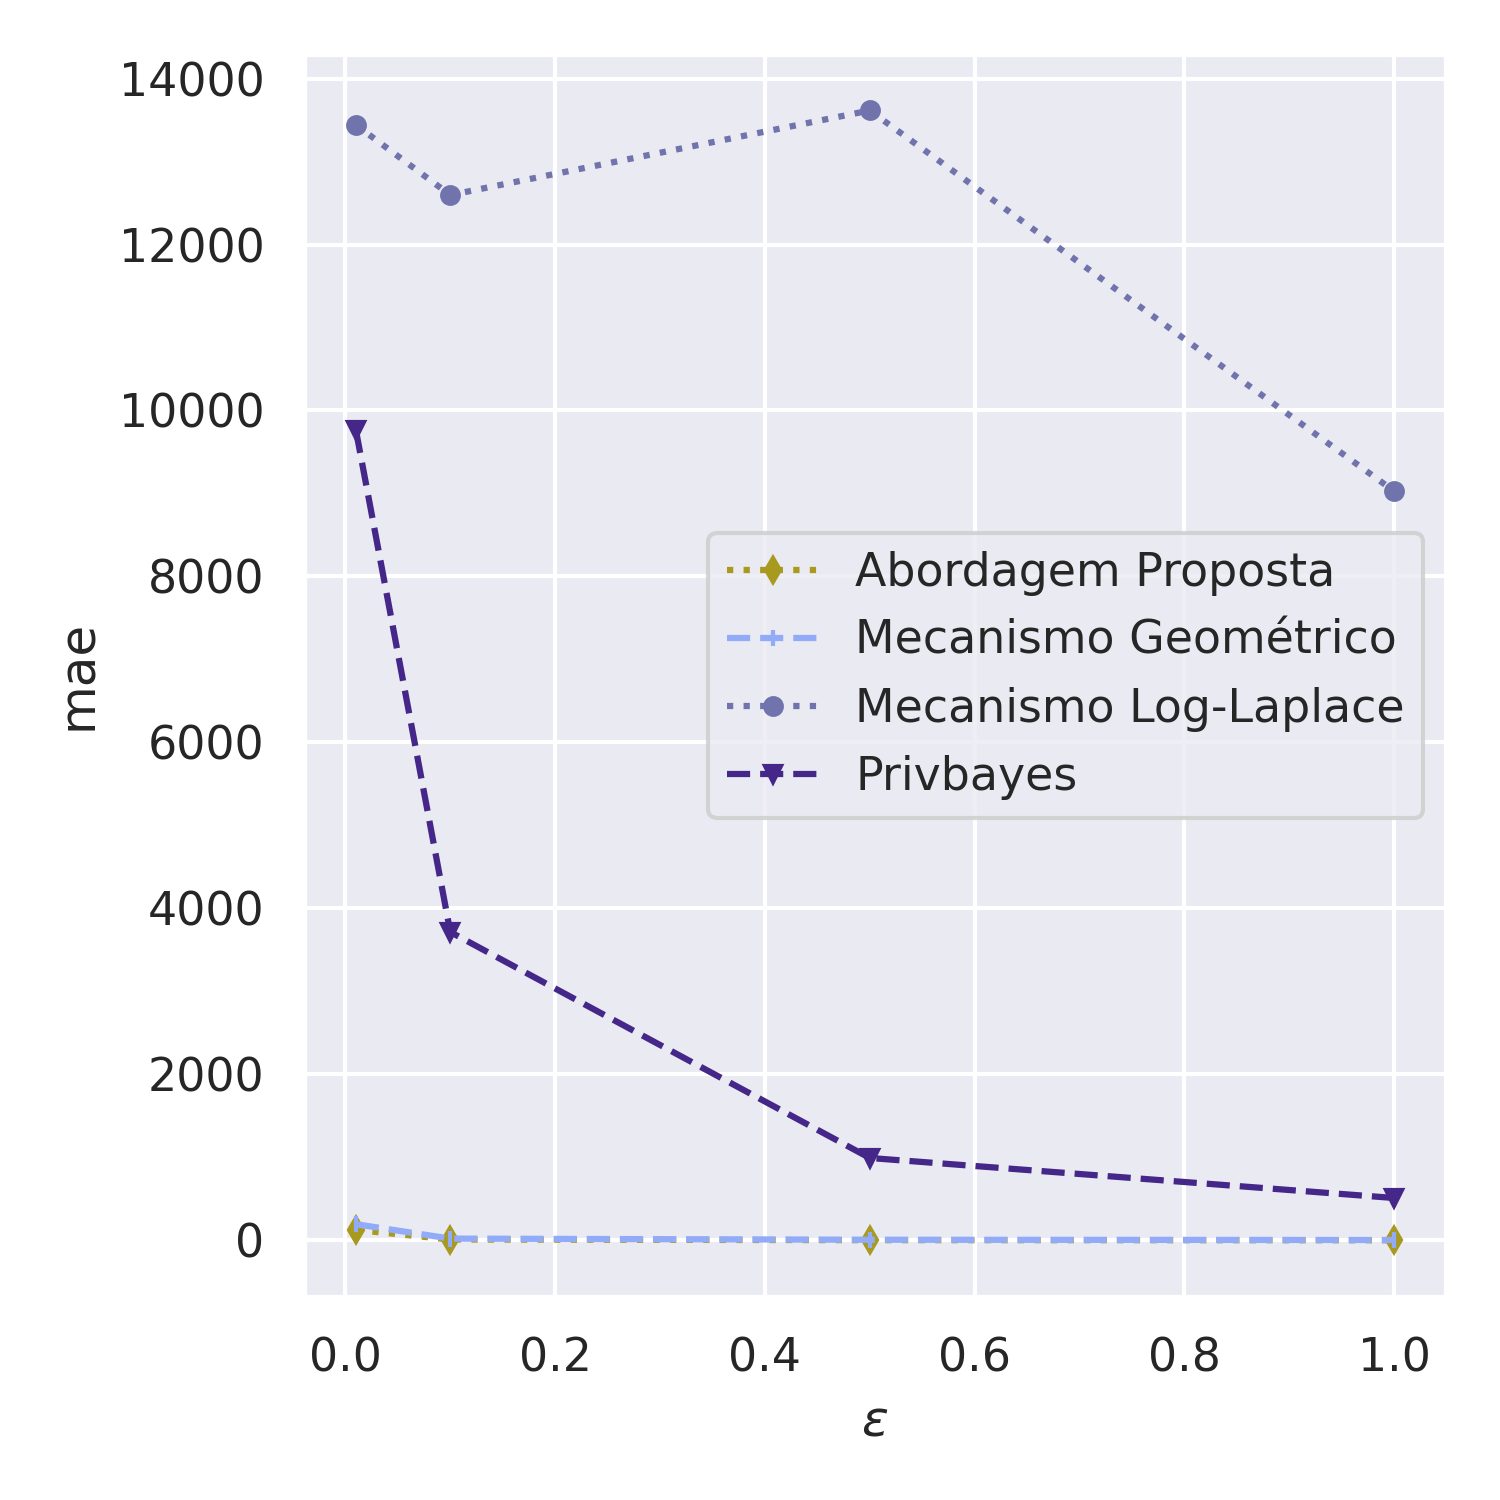 14000
12000
10000
8000
6000
4000
2000
0
mae
Abordagem Proposta
Mecanismo Geométrico
Mecanismo Log-Laplace
Privbayes
0.0 0.2 0.4 0.6 0.8 1.0
ε